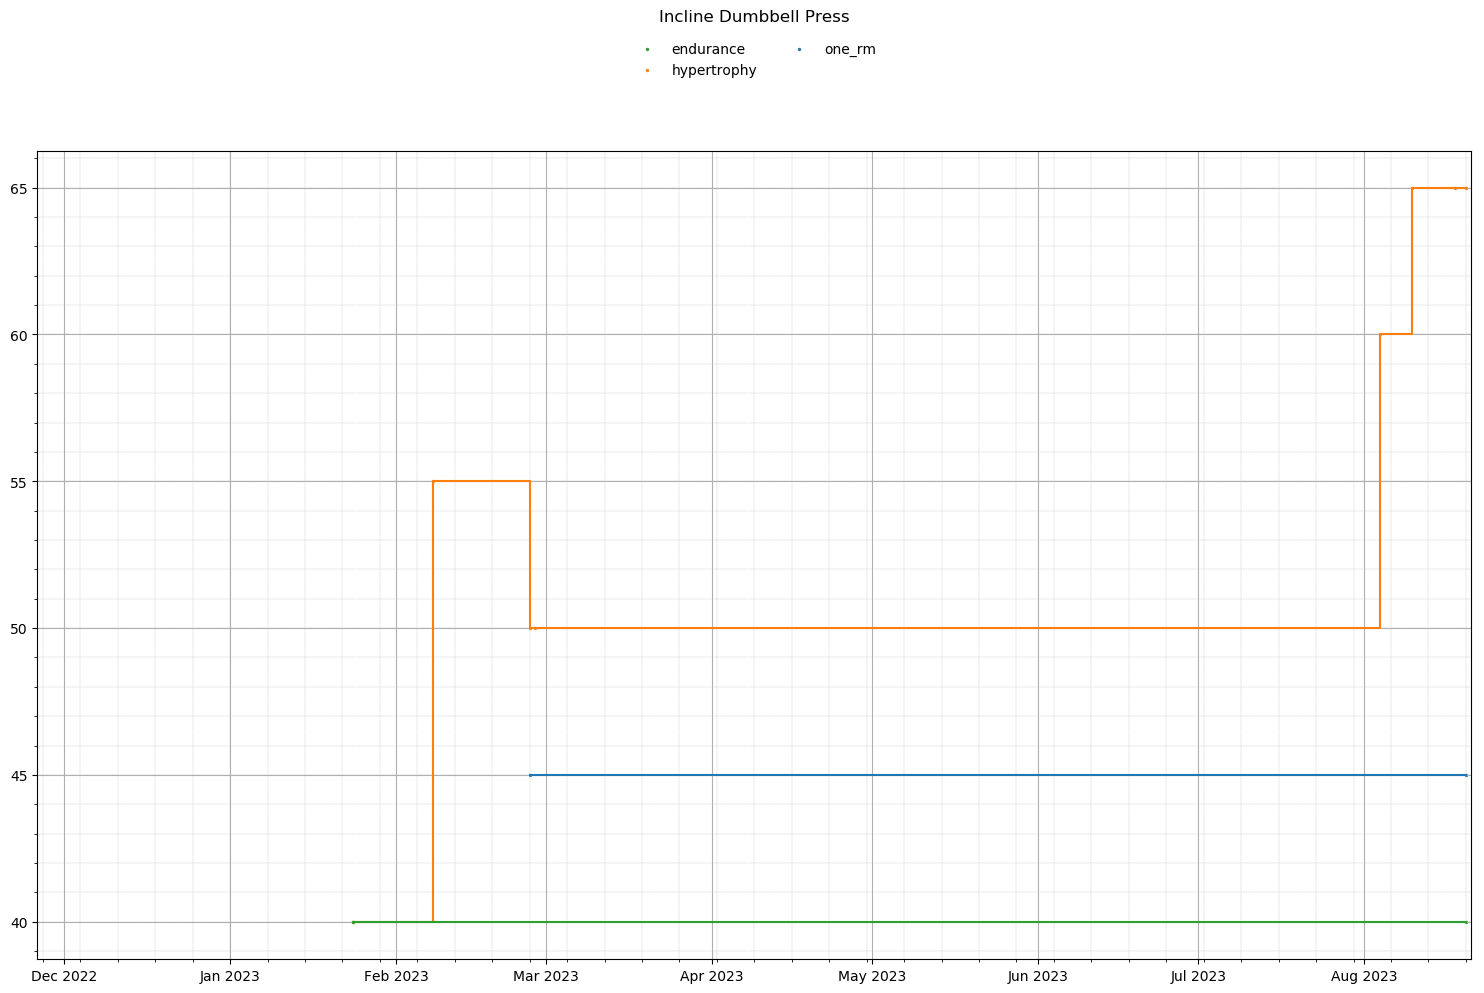 Incline Dumbbell Press
endurance
hypertrophy
one_rm
65
60
55
50
45
40
Dec 2022
Jan 2023
Feb 2023
Mar 2023
Apr 2023
May 2023
Jun 2023
Jul 2023
Aug 2023